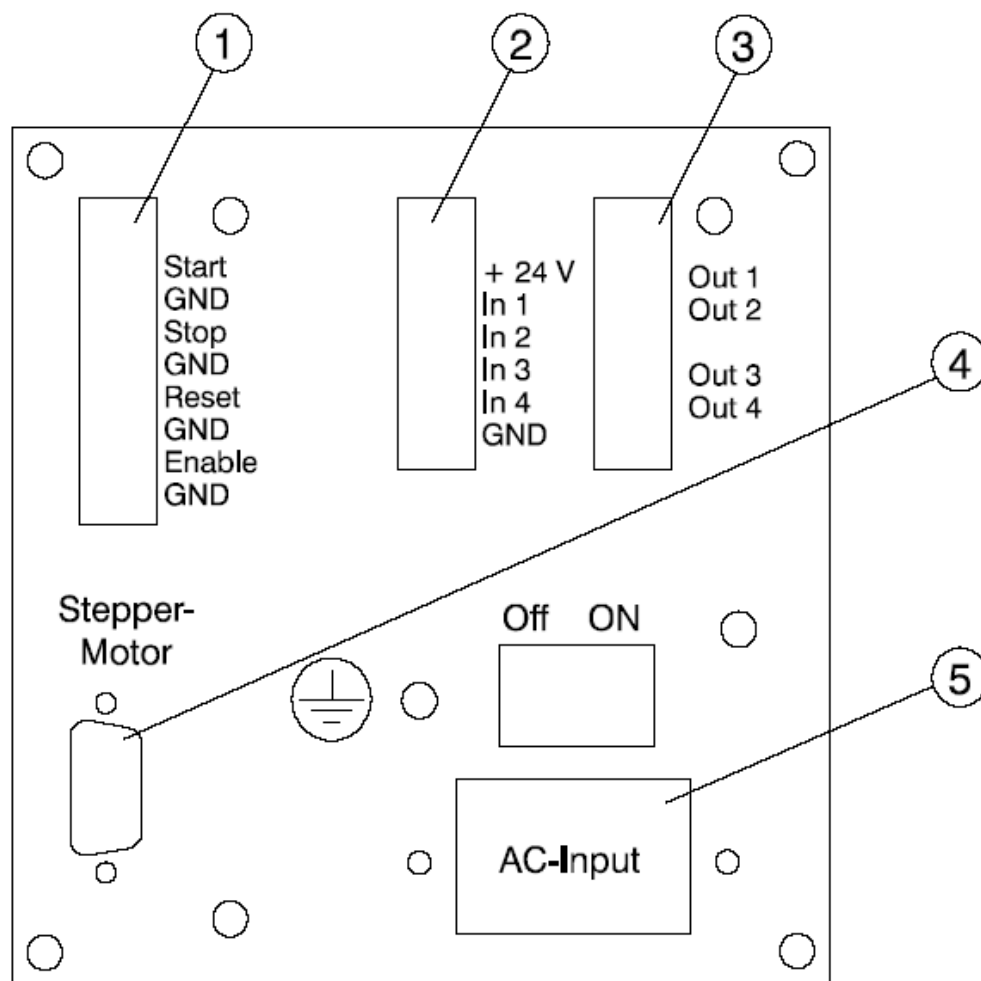 1
2
3
Start
GND
Stop
GND
Reset
GND
Enable
GND
+ 24 V
In 1
In 2
In 3
In 4
GND
Out 1
Out 2
Out 3
Out 4
4
Stepper-
Motor
Off ON
5
AC-Input